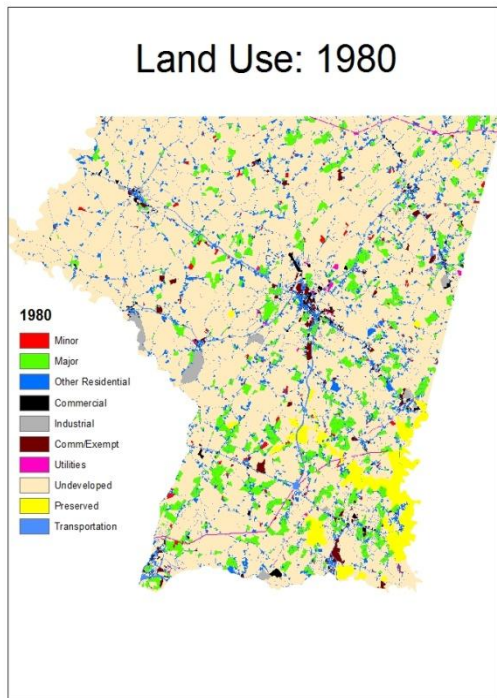 Land Use: 1980
1980
Minor
Major
Other Residential
Commercial
Industrial
Comm/Exempt
Utilities
Undeveloped
Preserved
Transportation